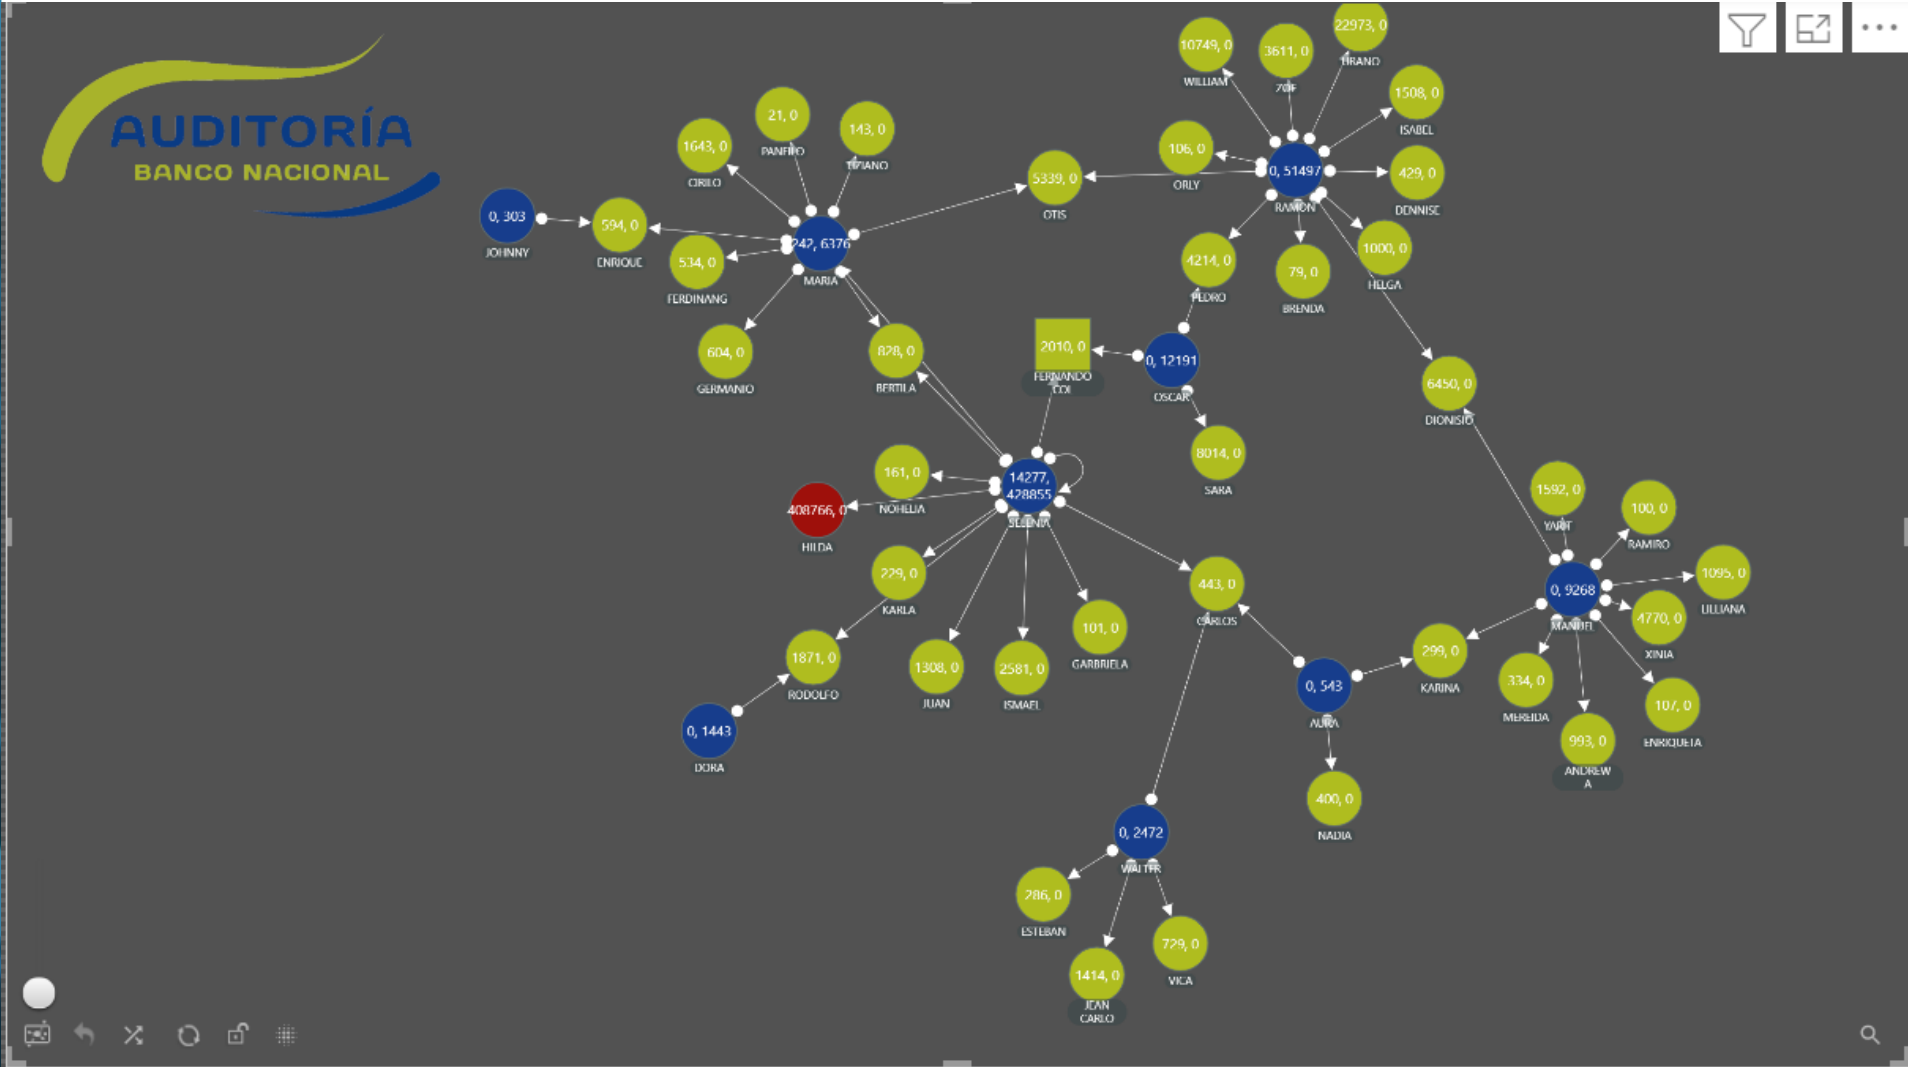 AUDITORÍA
BANCO NACIONAL
22973, 0
URANO
10749, 0
WILLIAM
3611, 0
ZOE
1508, 0
ISABEL
21, 0
PANFILO
143, 0
TIZIANO
1643, 0
CIRILO
106, 0
ORLY
5339, 0
OTIS
0, 51497
RAMON
429, 0
DENNISE
0, 303
JOHNNY
594, 0
ENRIQUE
242, 6376
MARIA
534, 0
FERDINANG
4214, 0
PEDRO
79, 0
BRENDA
1000, 0
HELGA
604, 0
GERMANIO
828, 0
BERTILA
2010, 0
FERNANDO
COL
0, 12191
OSCAR
6450, 0
DIONISIO
8014, 0
SARA
161, 0
NOHELIA
14277,
428855
SELENIA
408766, 0
HILDA
1592, 0
100, 0
RAMIRO
229, 0
KARLA
443, 0
CARLOS
0, 9268
MANUEL
1095, 0
LILLIANA
4770, 0
XINIA
1871, 0
RODOLFO
1308, 0
JUAN
2581, 0
ISMAEL
101, 0
GARBRIELA
0, 543
AURA
299, 0
KARINA
334, 0
MEREIDA
107, 0
ENRIQUETA
0, 1443
DORA
993, 0
ANDREW
A
400, 0
NADIA
0, 2472
WALTER
286, 0
ESTEBAN
729, 0
VICA
1414, 0
JEAN
CARLO